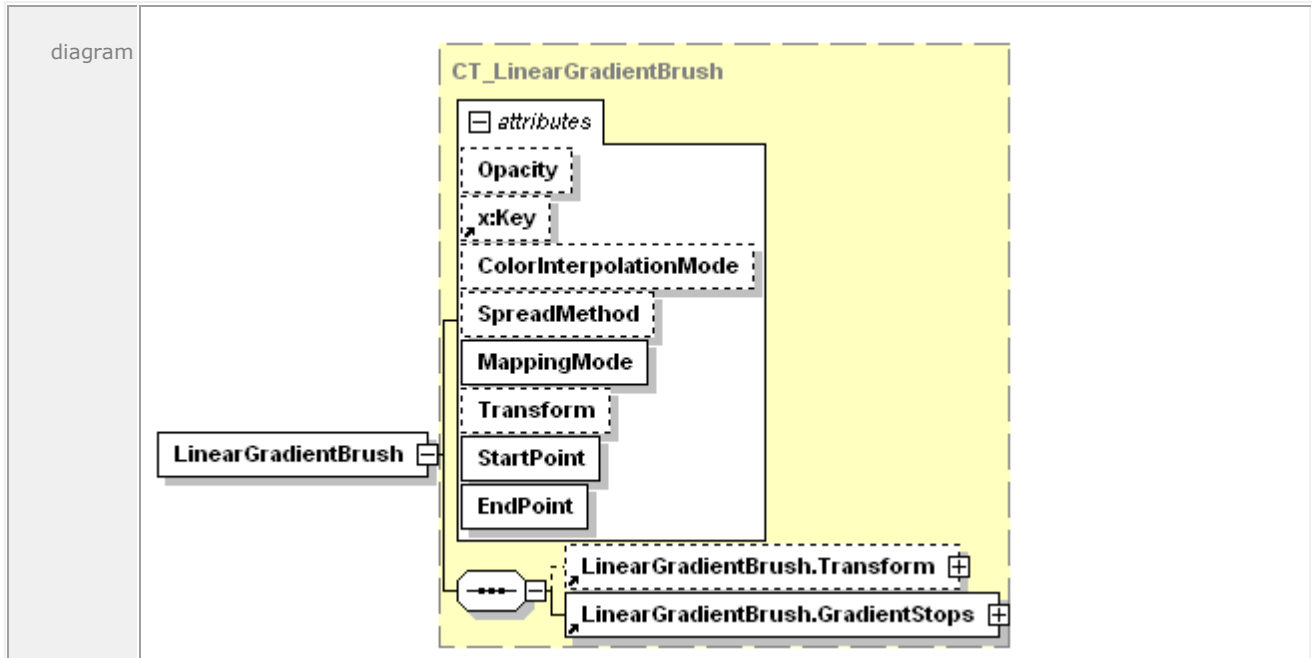 diagram
CT_LinearGradientBrush
attributes
Opacity
x:Key
ColorInterpolationMode
SpreadMethod
MappingMode
Transform
LinearGradientBrush
StartPoint
EndPoint
LinearGradientBrush.Transform
LinearGradientBrush.GradientStops